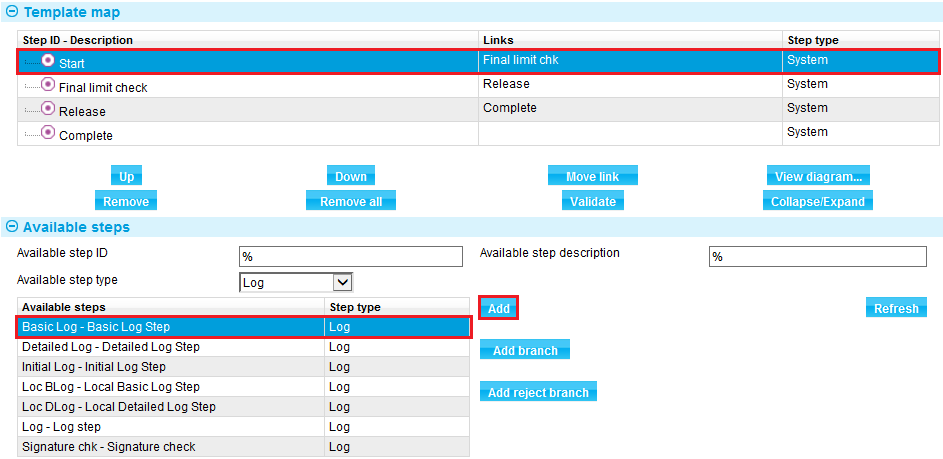 Template map
Step ID - Description Links Step type
Start Final limit chk System
Final limit check Release System
Release Complete System
Complete System
Up Down Move link View diagram...
Remove Remove all Validate Collapse/Expand
Available steps
Available step ID % Available step description %
Available step type Log
Available steps Step type Add Refresh
Basic Log - Basic Log Step Log
Detailed Log - Detailed Log Step Log Add branch
Initial Log - Initial Log Step Log
Loc BLog - Local Basic Log Step Log Add reject branch
Loc DLog - Local Detailed Log Step Log
Log - Log step Log
Signature chk - Signature check Log